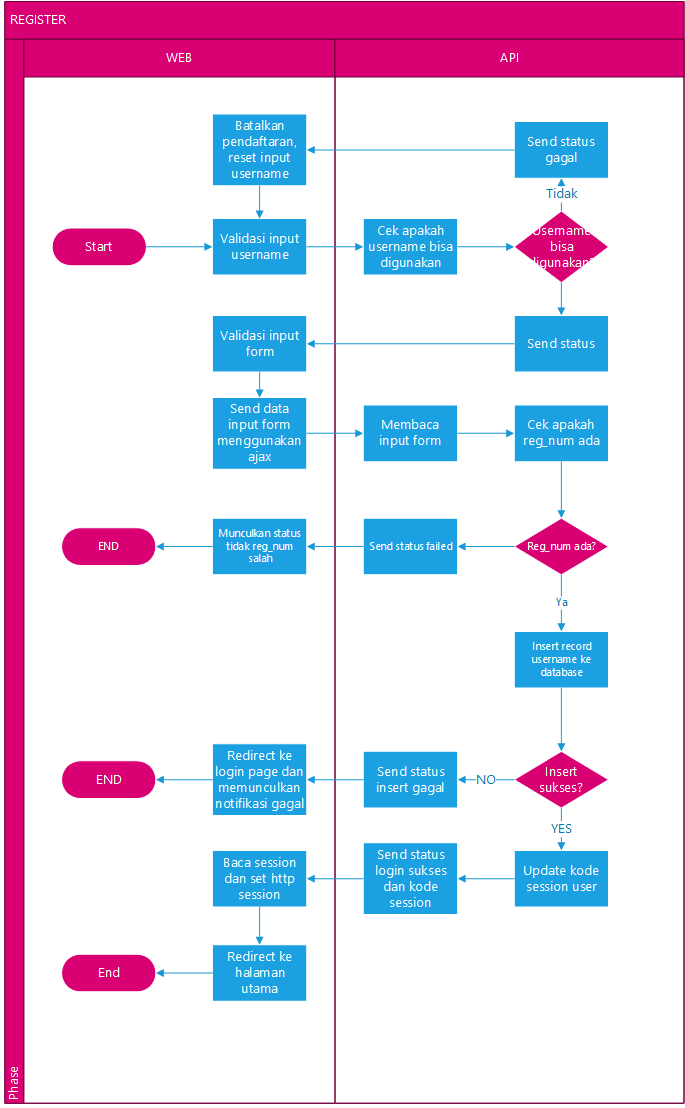 REGISTER
WEB
API
Batalkan
pendaftaran,
reset input
username
Send status
gagal
Tidak
Start
Validasi input
username
Cek apakah
username bisa
digunakan
Username
bisa
digunakan?
Validasi input
form
Send status
Send data
input form
menggunakan
ajax
Membaca
input form
Cek apakah
reg_num ada
END
Munculkan status
tidak reg_num
salah
Send status failed
Reg_num ada?
Ya
Insert record
username ke
database
END
Redirect ke
login page dan
memunculkan
notifikasi gagal
Send status
insert gagal
NO
Insert
sukses?
YES
Baca session
dan set http
session
Send status
login sukses
dan kode
session
Update kode
session user
End
Redirect ke
halaman
utama
Phase